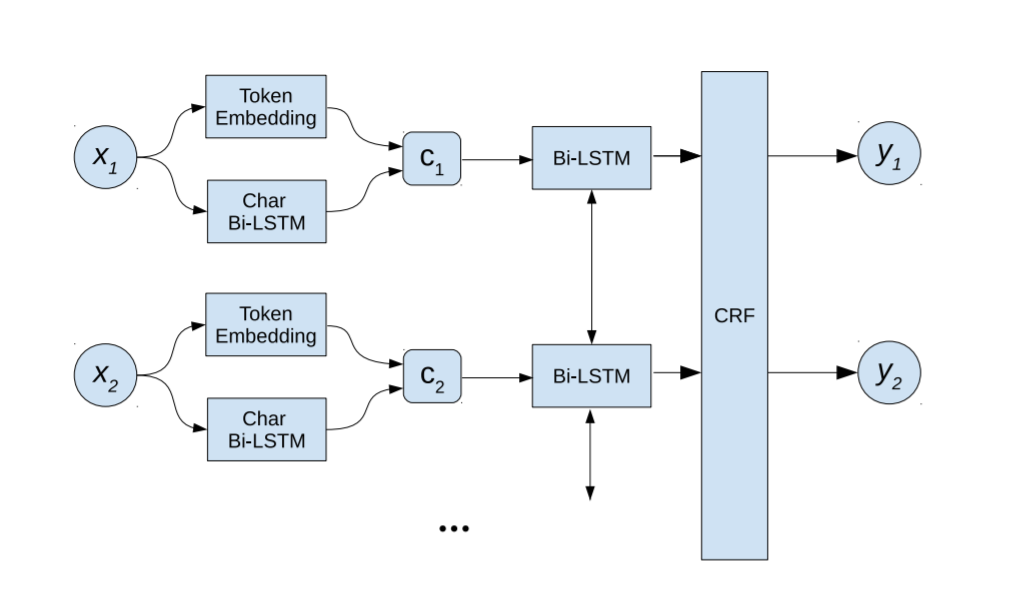 x1
Token
Embedding
Char
Bi-LSTM
c1
Bi-LSTM
y1
CRF
x2
Token
Embedding
Char
Bi-LSTM
c2
Bi-LSTM
y2
...